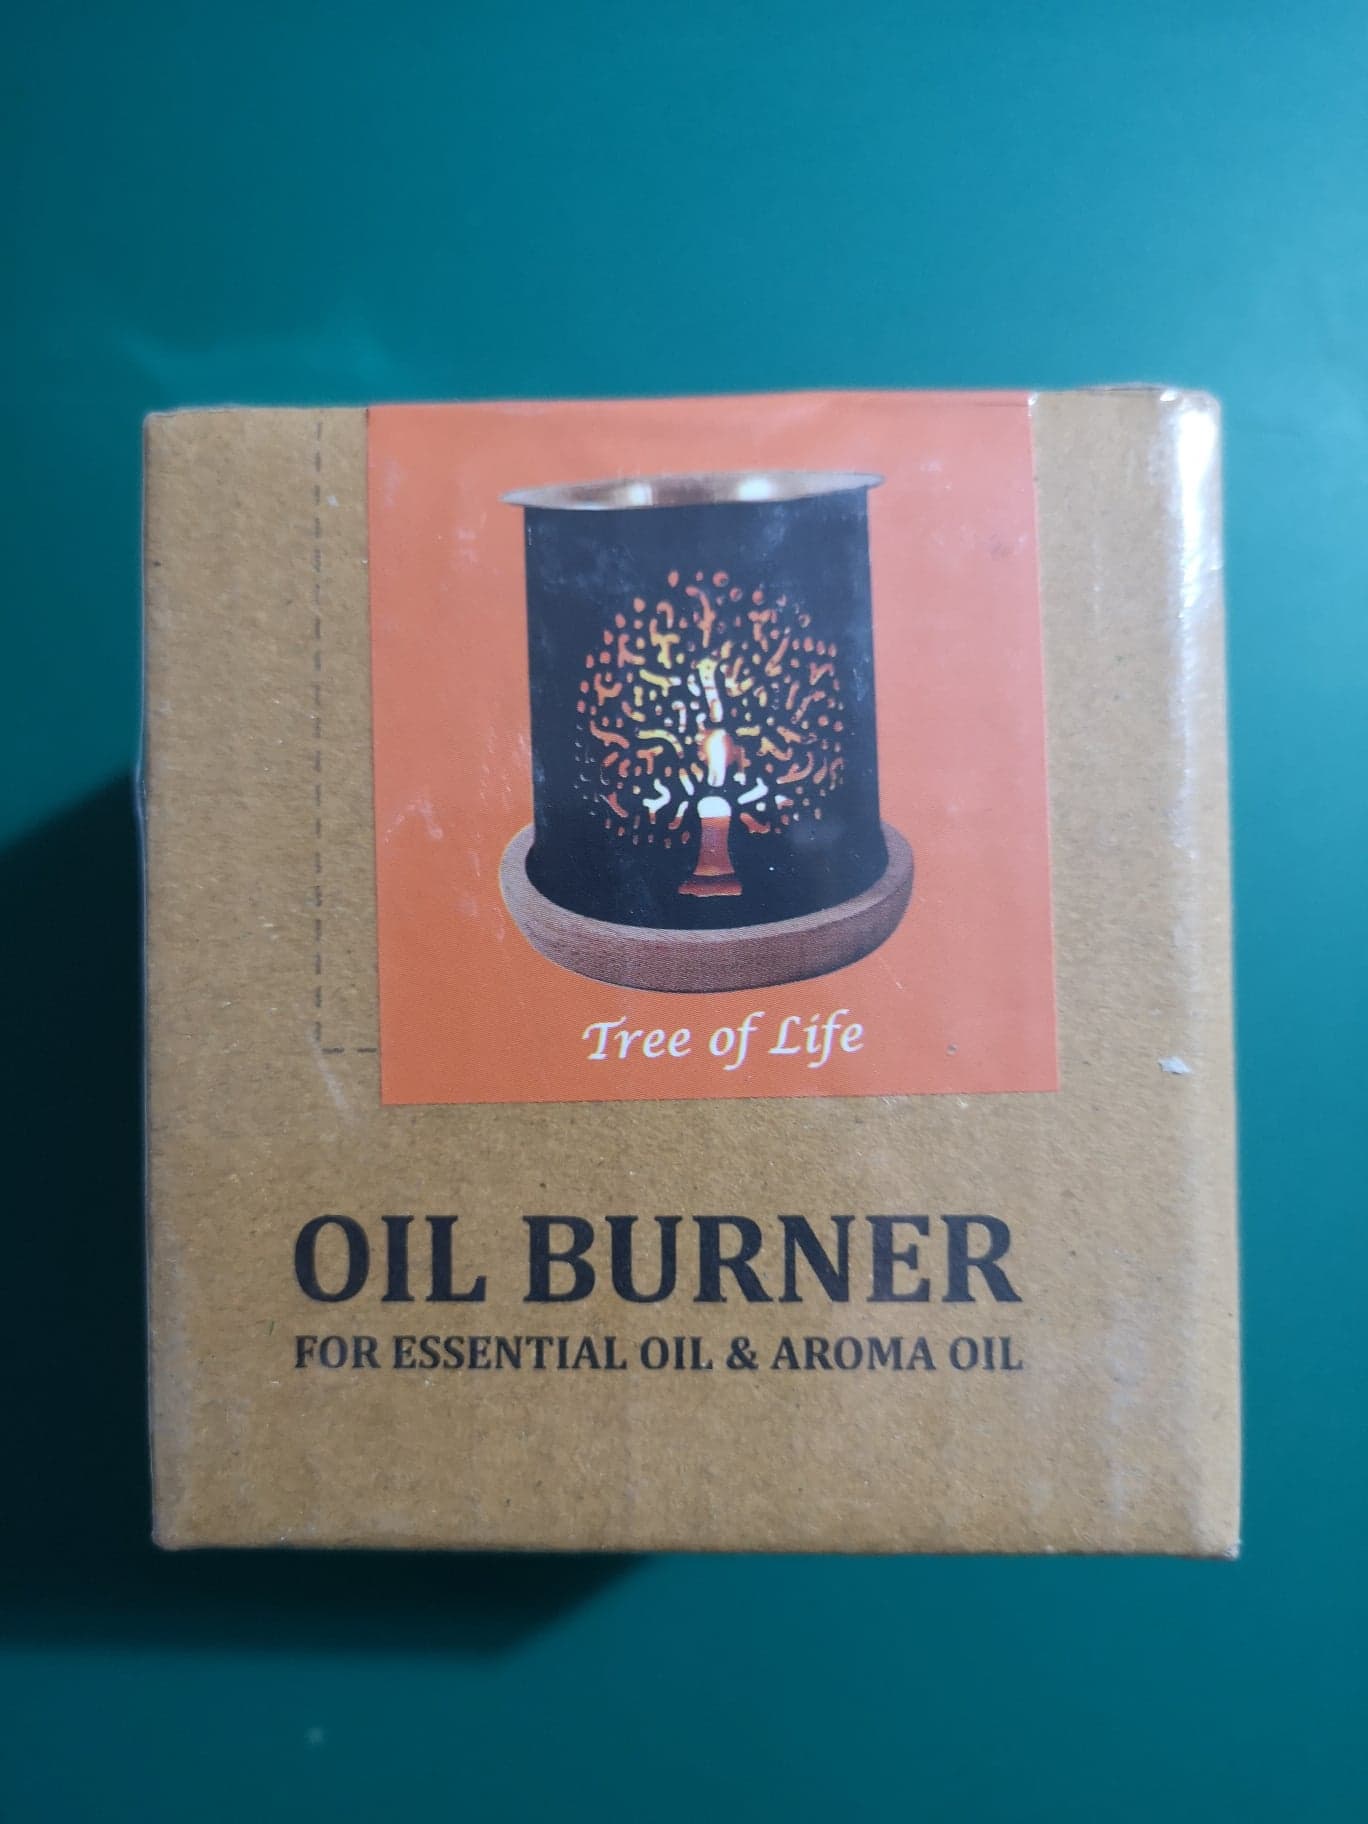 Tree of Life
OIL BURNER
FOR ESSENTIAL OIL & AROMA OIL